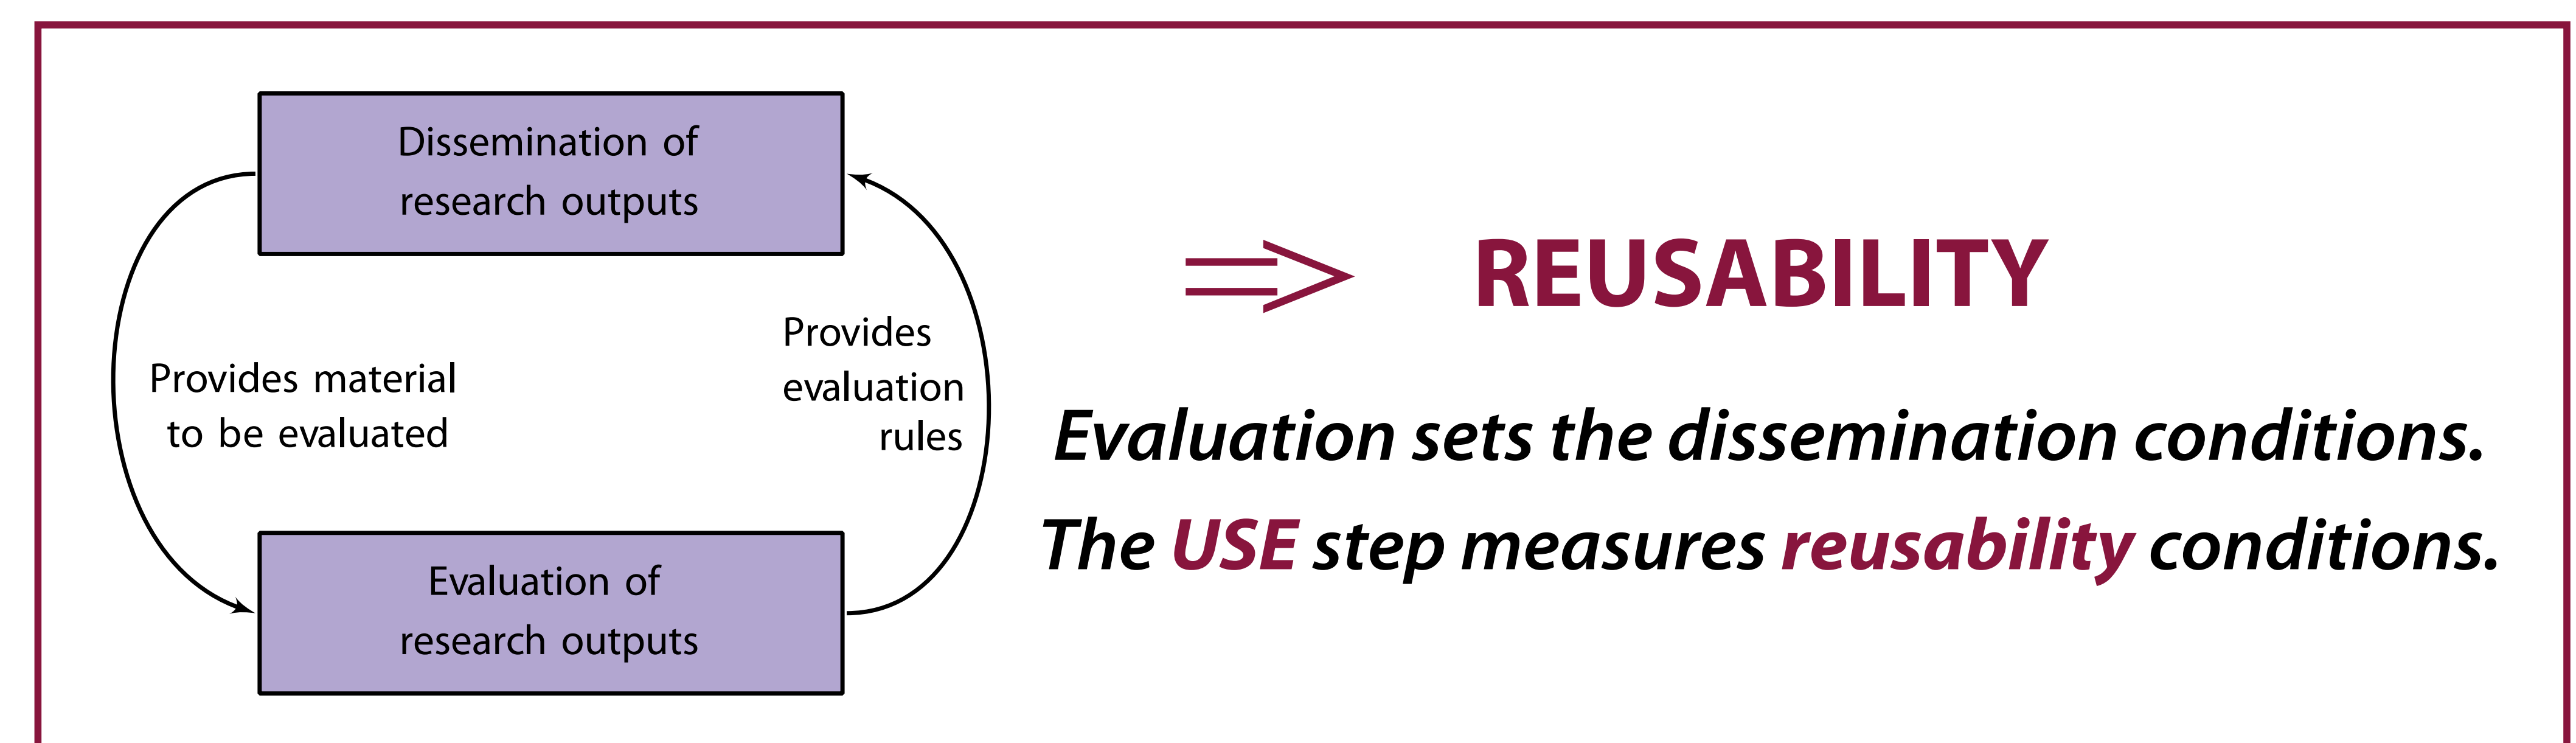 Dissemination of
research outputs
Provides material
to be evaluated
Provides
evaluation
rules
Evaluation of
research outputs
⇒ REUSABILITY
Evaluation sets the dissemination conditions.
The USE step measures reusability conditions.